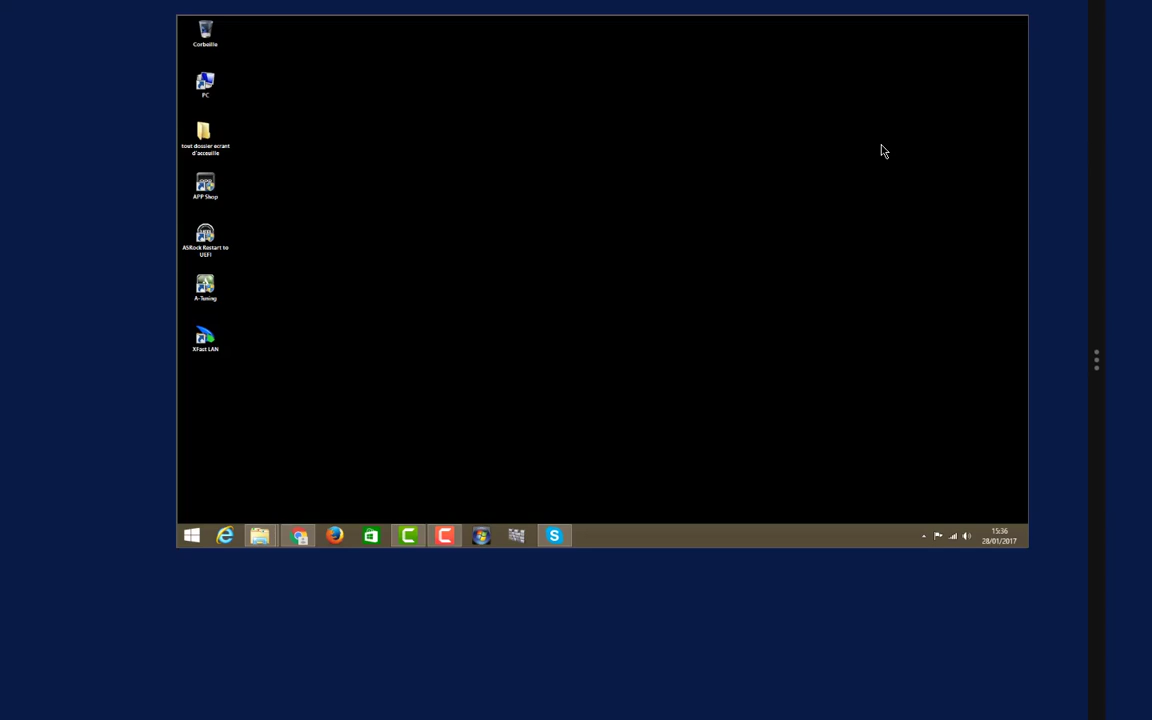 Corbeille
PC
tout dossier ecrant
d'acceuille
APP Shop
ASRock Restart to
UEFI
A-Tuning
XFast LAN
15:36
28/01/2017